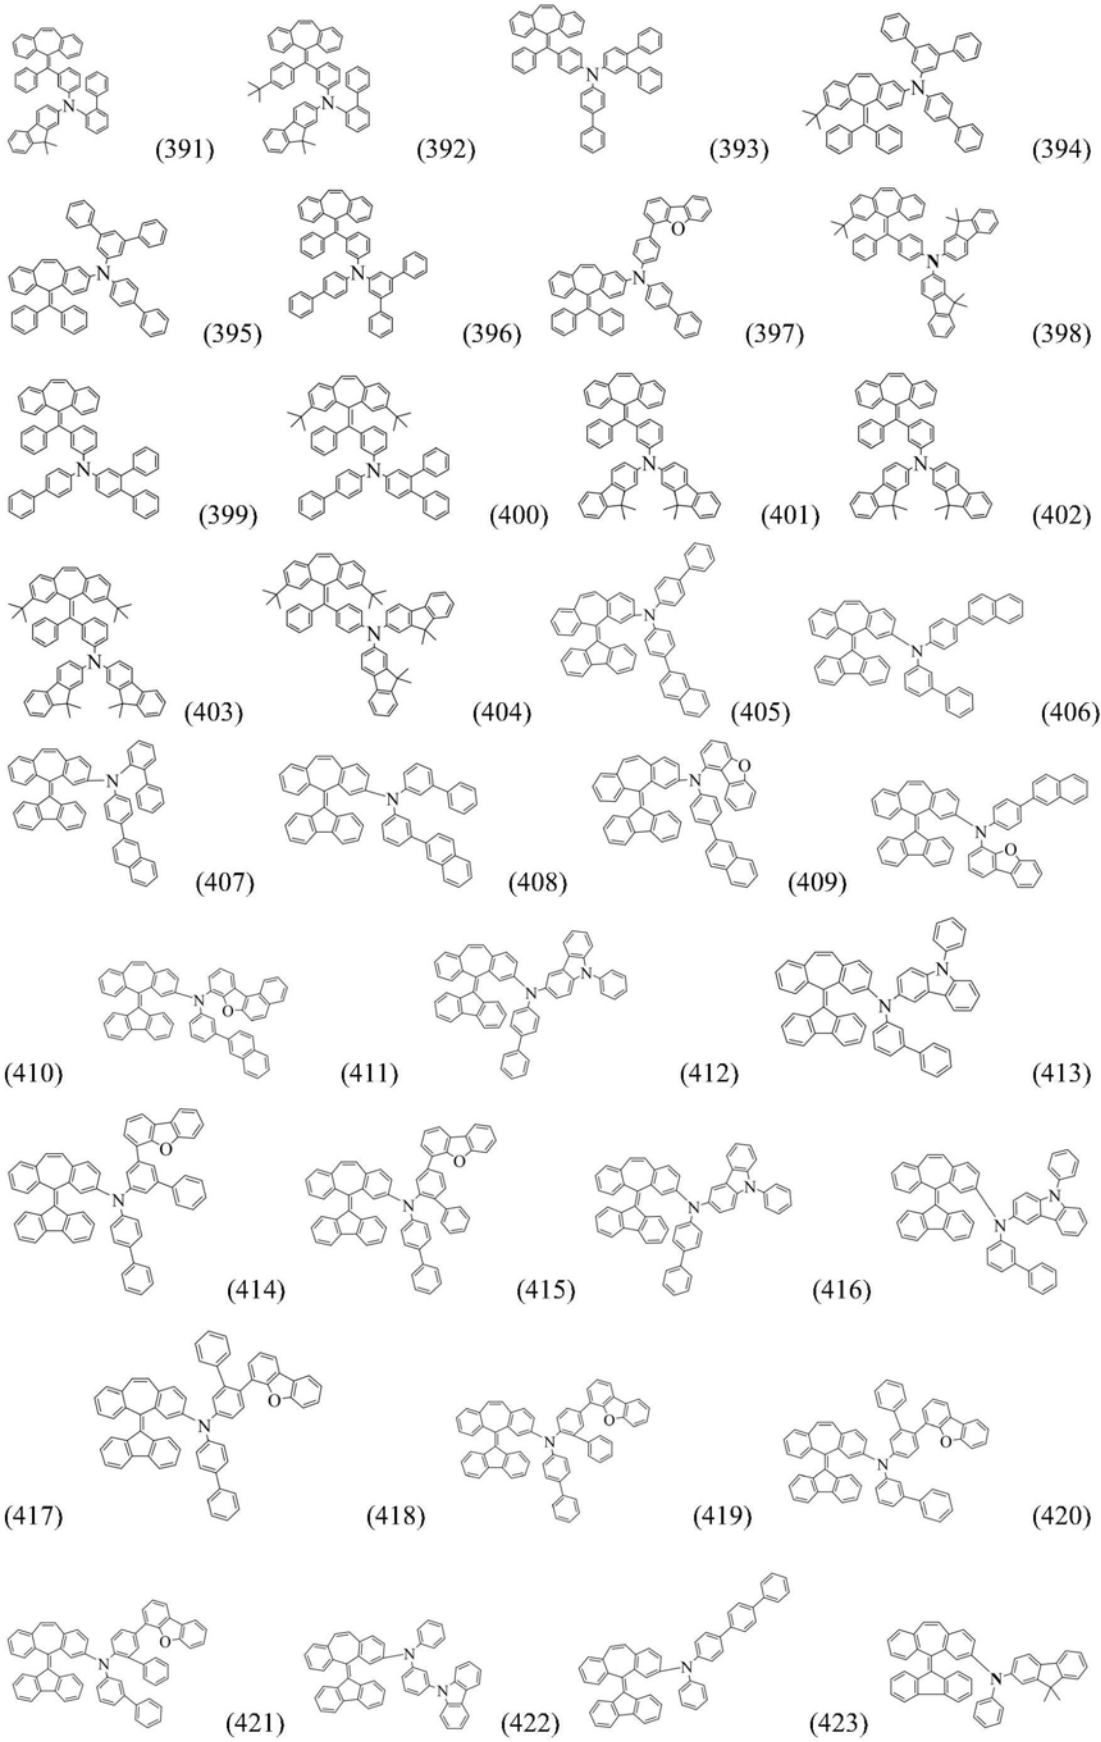 N N N N
(391) (392) (393) (394)
O
N N N N
(395) (396) (397) (398)
N N N N
(399) (400) (401) (402)
N N N N
(403) (404) (405) (406)
O
N N N N
O
(407) (408) (409)
N
N N N N
O N
(410) (411) (412) (413)
O O
N N
N N N N
(414) (415) (416)
O O O
N N N
(417) (418) (419) (420)
O
N N N N
N
(421) (422) (423)